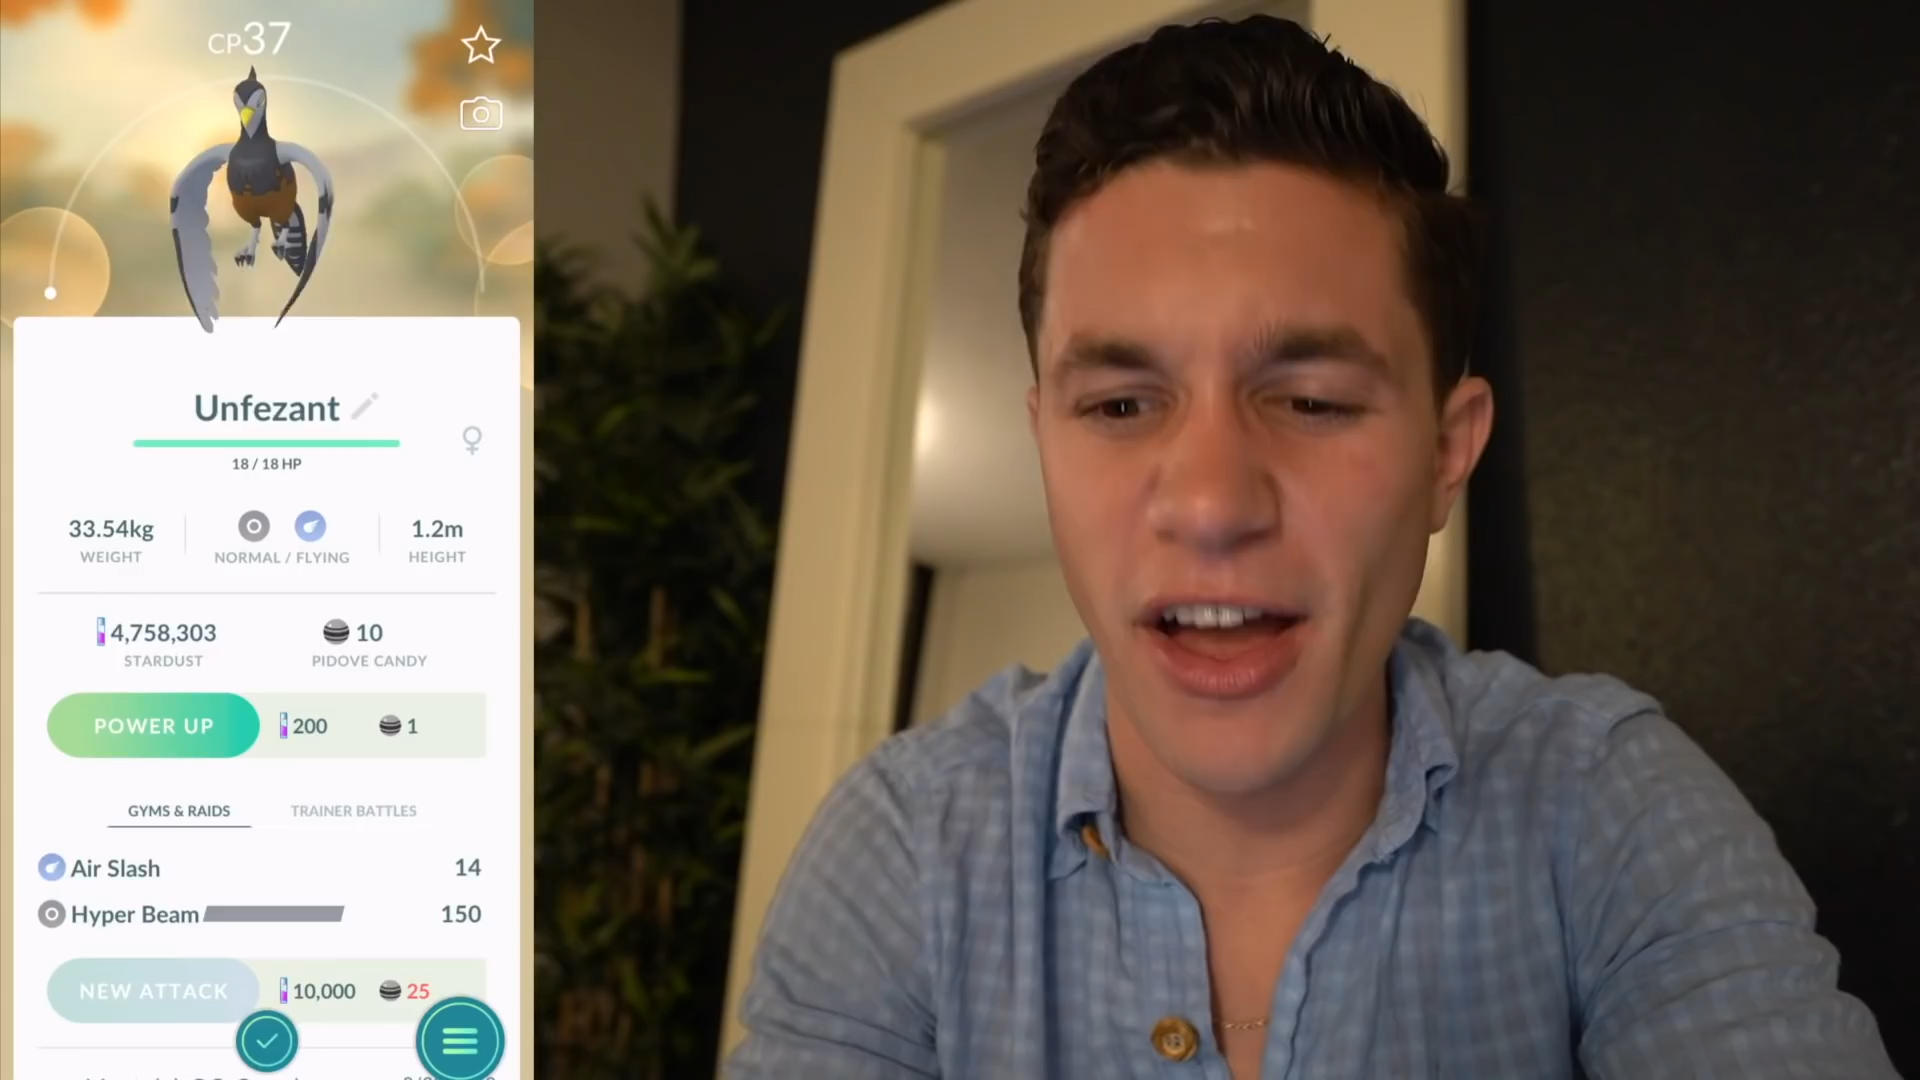 CP37
Unfezant
18 / 18 HP
33.54kg
WEIGHT
NORMAL / FLYING
1.2m
HEIGHT
4,758,303
STARDUST
10
PIDOVE CANDY
POWER UP
200
1
GYMS & RAIDS
TRAINER BATTLES
Air Slash
14
Hyper Beam
150
NEW ATTACK
10,000
25